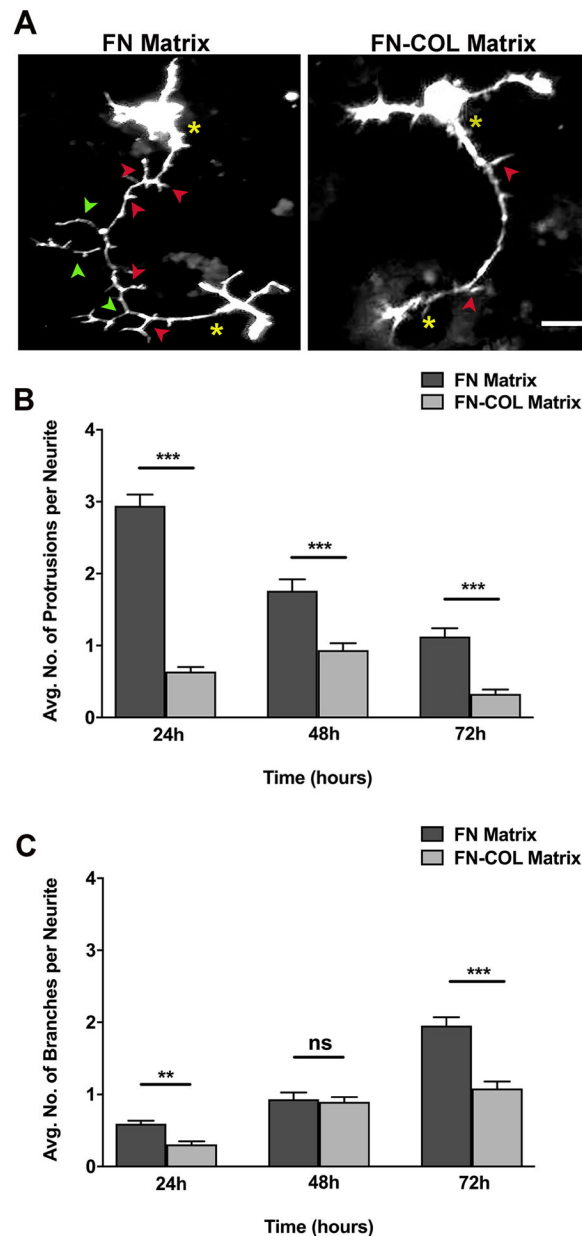 A
FN Matrix
FN-COL Matrix
*
*
*
*
B
FN Matrix
FN-COL Matrix
Avg. No. of Protrusions per Neurite
4
3
2
1
0
***
***
***
24h
48h
72h
Time (hours)
C
FN Matrix
FN-COL Matrix
Avg. No. of Branches per Neurite
4
3
2
1
0
**
ns
***
24h
48h
72h
Time (hours)